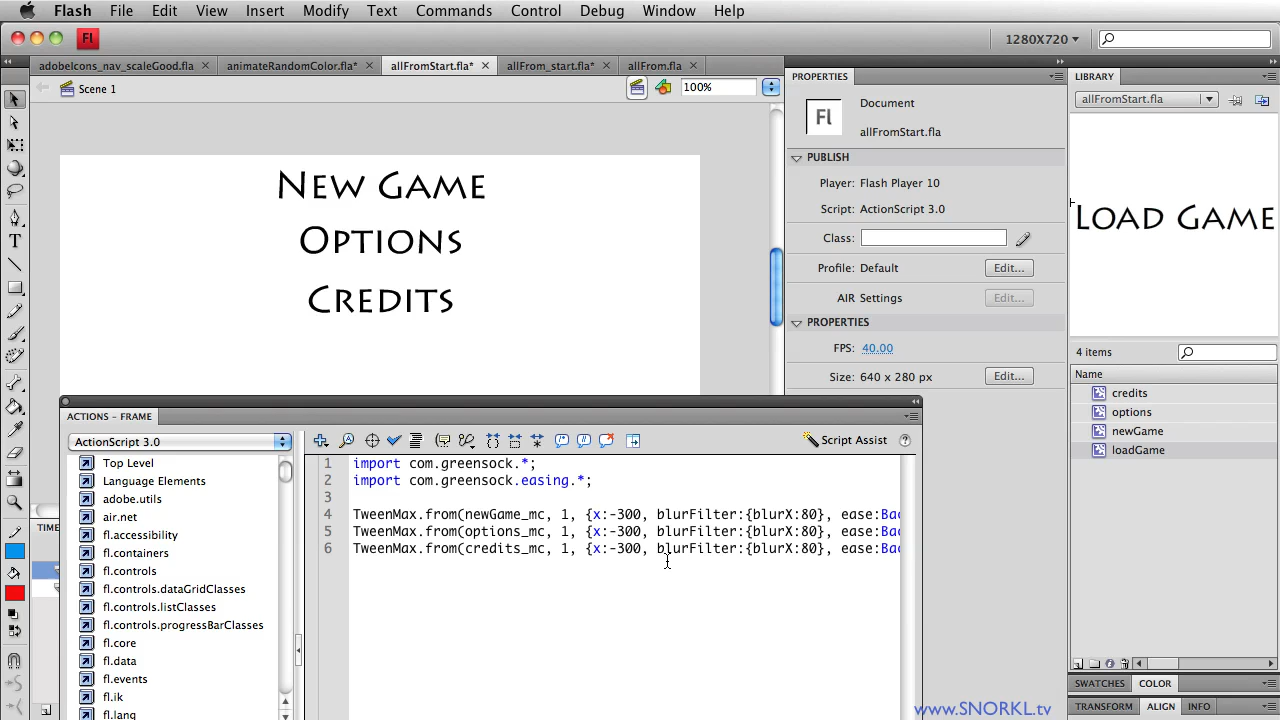 Flash File Edit View Insert Modify Text Commands Control Debug Window Help
Fl 1280X720
adobeIcons_nav_scaleGood.fla animateRandomColor.fla* allFromStart.fla* allFrom_start.fla* allFrom.fla
Scene 1 100%
New Game
Options
Credits
PROPERTIES
Fl
Document
allFromStart.fla
PUBLISH
Player: Flash Player 10
Script: ActionScript 3.0
Class:
Profile: Default Edit...
AIR Settings Edit...
PROPERTIES
FPS: 40.00
Size: 640 x 280 px Edit...
LIBRARY
allFromStart.fla
Load Game
4 items
Name
credits
options
newGame
loadGame
ACTIONS – FRAME
ActionScript 3.0
Script Assist
Top Level
Language Elements
adobe.utils
air.net
fl.accessibility
fl.containers
fl.controls
fl.controls.dataGridClasses
fl.controls.listClasses
fl.controls.progressBarClasses
fl.core
fl.data
fl.events
fl.ik
fl.lang
1 import com.greensock.*;
2 import com.greensock.easing.*;
3
4 TweenMax.from(newGame_mc, 1, {x:-300, blurFilter:{blurX:80}, ease:Bac
5 TweenMax.from(options_mc, 1, {x:-300, blurFilter:{blurX:80}, ease:Bac
6 TweenMax.from(credits_mc, 1, {x:-300, blurFilter:{blurX:80}, ease:Bac
TIME
SWATCHES COLOR
TRANSFORM ALIGN INFO
www.SNORKL.tv